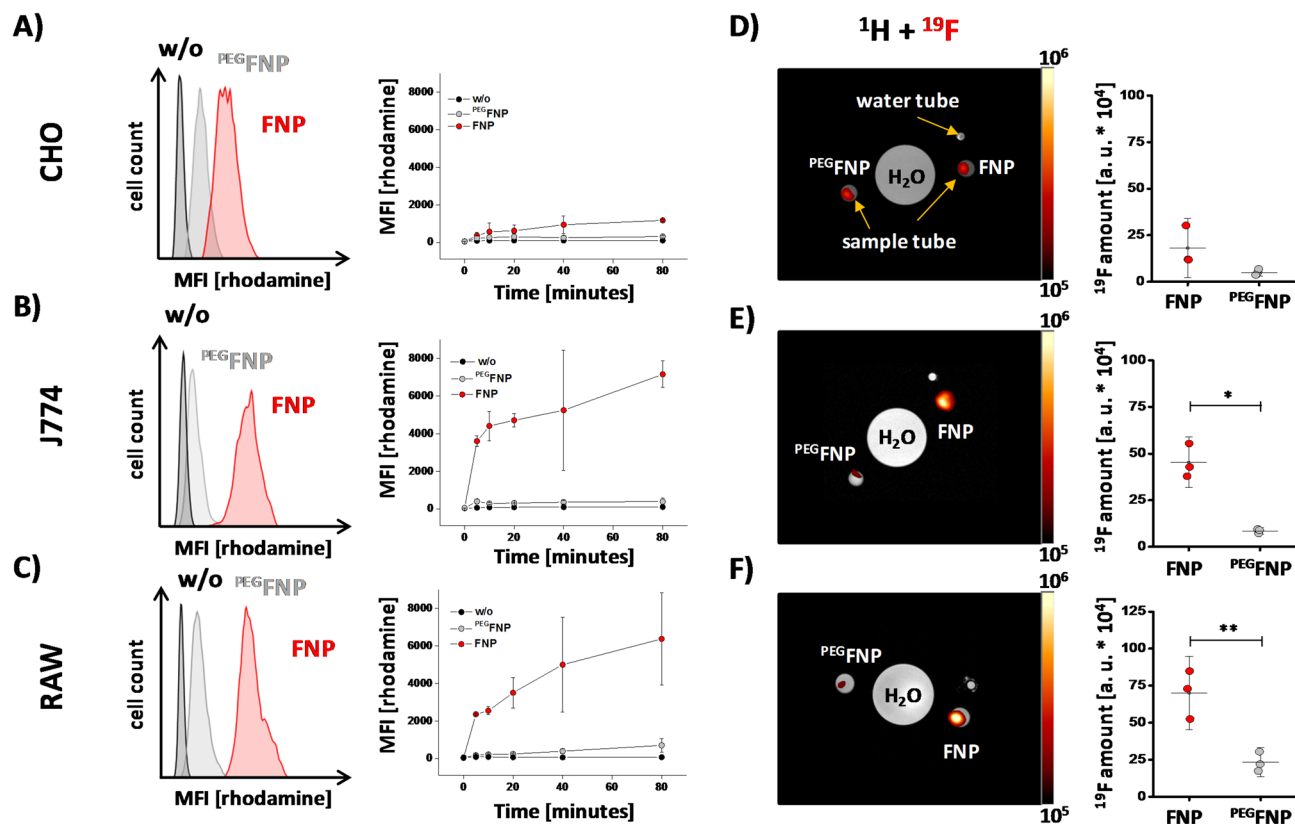 A)
CHO
w/o
PEGFNP
FNP
cell count
MFI [rhodamine]
MFI [rhodamine]
8000
6000
4000
2000
0
w/o
PEGFNP
FNP
0 20 40 60 80
Time [minutes]
D)
¹H + ¹⁹F
water tube
PEGFNP
H₂O
FNP
sample tube
10⁶
10⁵
¹⁹F amount [a. u. * 10⁴]
100
75
50
25
0
FNP PEGFNP
B)
J774
w/o
PEGFNP
FNP
cell count
MFI [rhodamine]
MFI [rhodamine]
8000
6000
4000
2000
0
w/o
PEGFNP
FNP
0 20 40 60 80
Time [minutes]
E)
PEGFNP
H₂O
FNP
10⁶
10⁵
¹⁹F amount [a. u. * 10⁴]
100
75
50
25
0
*
FNP PEGFNP
C)
RAW
w/o PEGFNP
FNP
cell count
MFI [rhodamine]
MFI [rhodamine]
8000
6000
4000
2000
0
w/o
PEGFNP
FNP
0 20 40 60 80
Time [minutes]
F)
PEGFNP
H₂O
FNP
10⁶
10⁵
¹⁹F amount [a. u. * 10⁴]
125
100
75
50
25
0
**
FNP PEGFNP